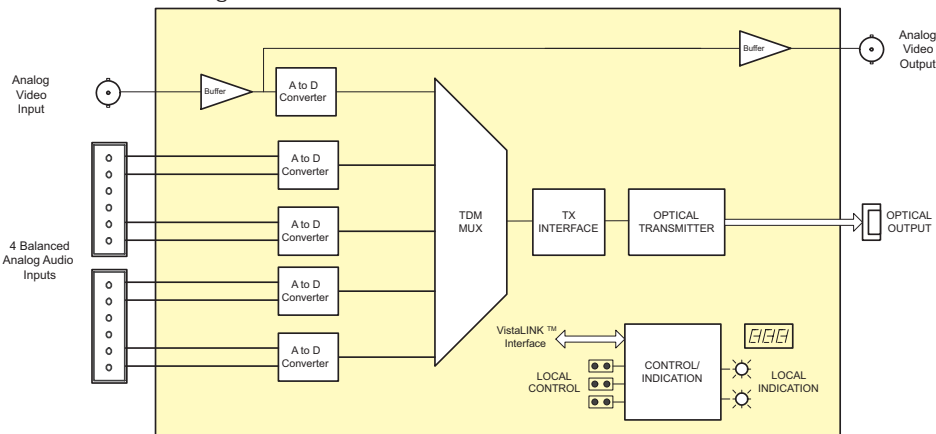 Analog
Video
Output
Buffer
Analog
Video
Input
Buffer
A to D
Converter
A to D
Converter
A to D
Converter
4 Balanced
Analog Audio
Inputs
A to D
Converter
A to D
Converter
TDM
MUX
TX
INTERFACE
OPTICAL
TRANSMITTER
OPTICAL
OUTPUT
VistaLINK ™
Interface
LOCAL
CONTROL
CONTROL/
INDICATION
LOCAL
INDICATION